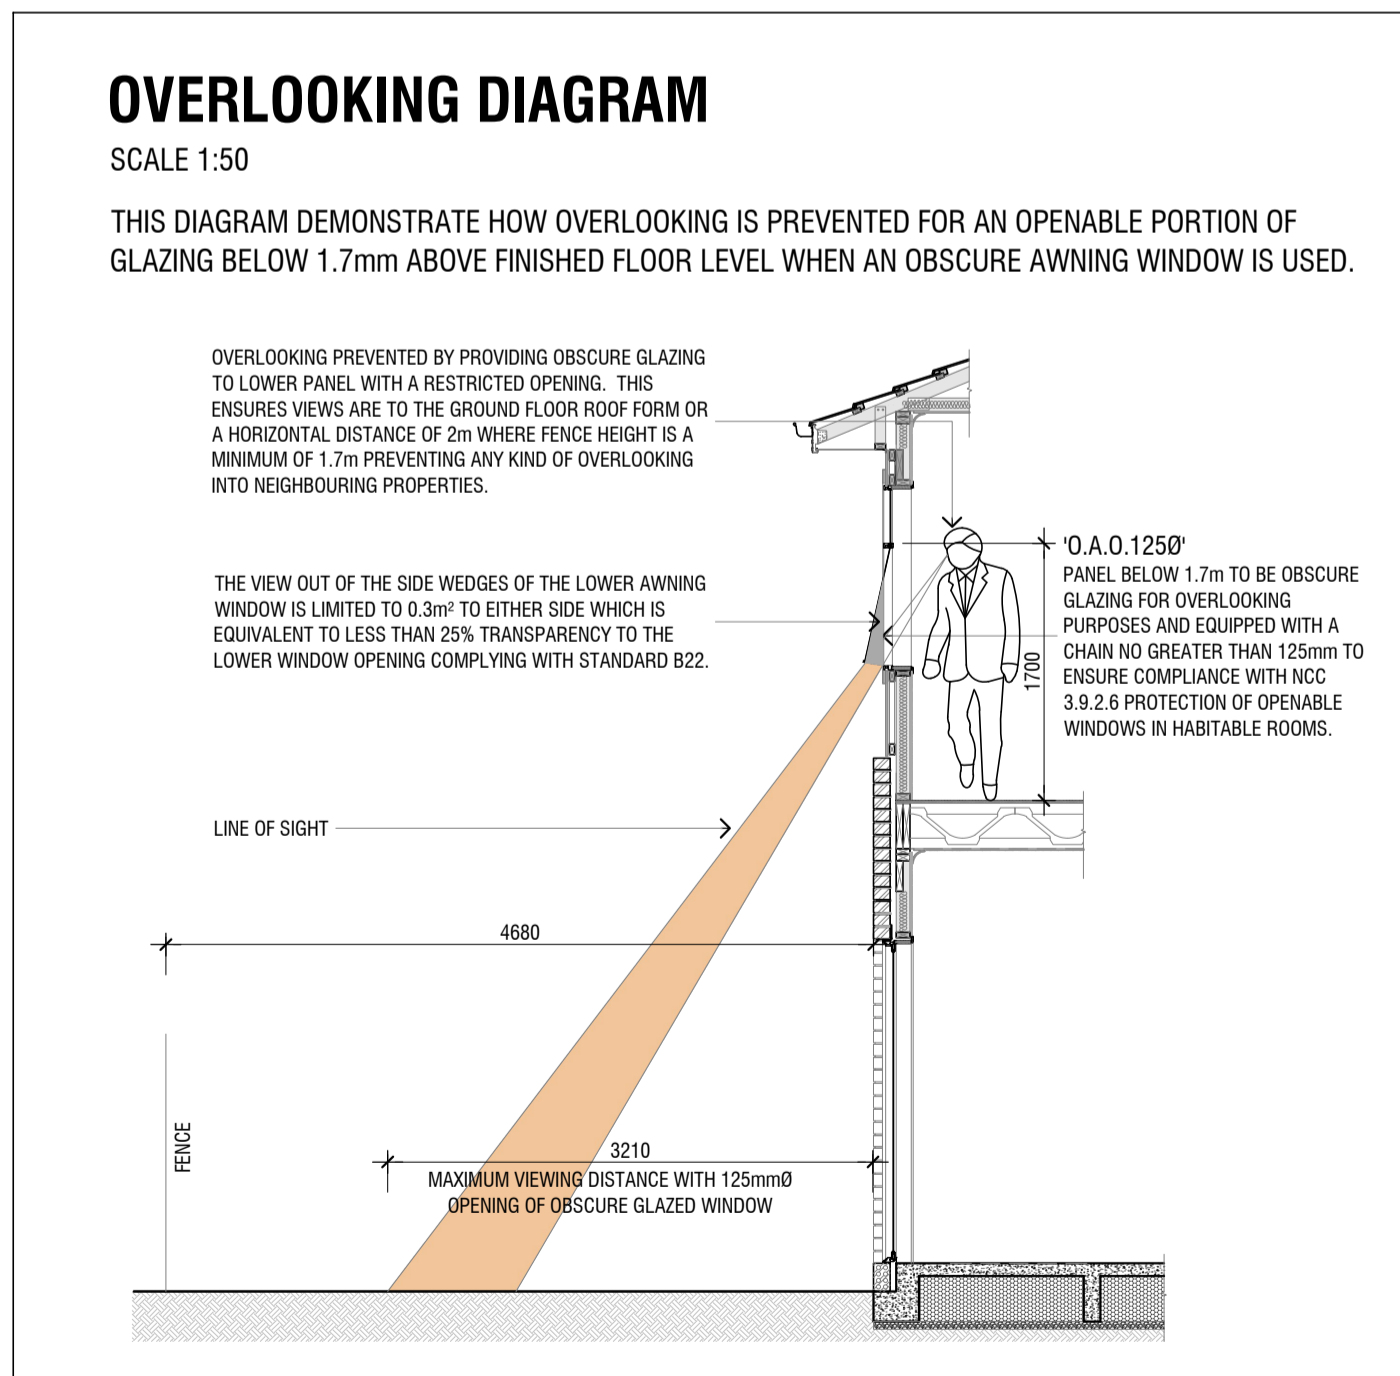 OVERLOOKING DIAGRAM
SCALE 1:50
THIS DIAGRAM DEMONSTRATE HOW OVERLOOKING IS PREVENTED FOR AN OPENABLE PORTION OF
GLAZING BELOW 1.7mm ABOVE FINISHED FLOOR LEVEL WHEN AN OBSCURE AWNING WINDOW IS USED.
OVERLOOKING PREVENTED BY PROVIDING OBSCURE GLAZING
TO LOWER PANEL WITH A RESTRICTED OPENING. THIS
ENSURES VIEWS ARE TO THE GROUND FLOOR ROOF FORM OR
A HORIZONTAL DISTANCE OF 2m WHERE FENCE HEIGHT IS A
MINIMUM OF 1.7m PREVENTING ANY KIND OF OVERLOOKING
INTO NEIGHBOURING PROPERTIES.
THE VIEW OUT OF THE SIDE WEDGES OF THE LOWER AWNING
WINDOW IS LIMITED TO 0.3m² TO EITHER SIDE WHICH IS
EQUIVALENT TO LESS THAN 25% TRANSPARENCY TO THE
LOWER WINDOW OPENING COMPLYING WITH STANDARD B22.
'O.A.O.125Ø'
PANEL BELOW 1.7m TO BE OBSCURE
GLAZING FOR OVERLOOKING
PURPOSES AND EQUIPPED WITH A
CHAIN NO GREATER THAN 125mm TO
ENSURE COMPLIANCE WITH NCC
3.9.2.6 PROTECTION OF OPENABLE
WINDOWS IN HABITABLE ROOMS.
1700
LINE OF SIGHT
4680
FENCE
3210
MAXIMUM VIEWING DISTANCE WITH 125mmØ
OPENING OF OBSCURE GLAZED WINDOW